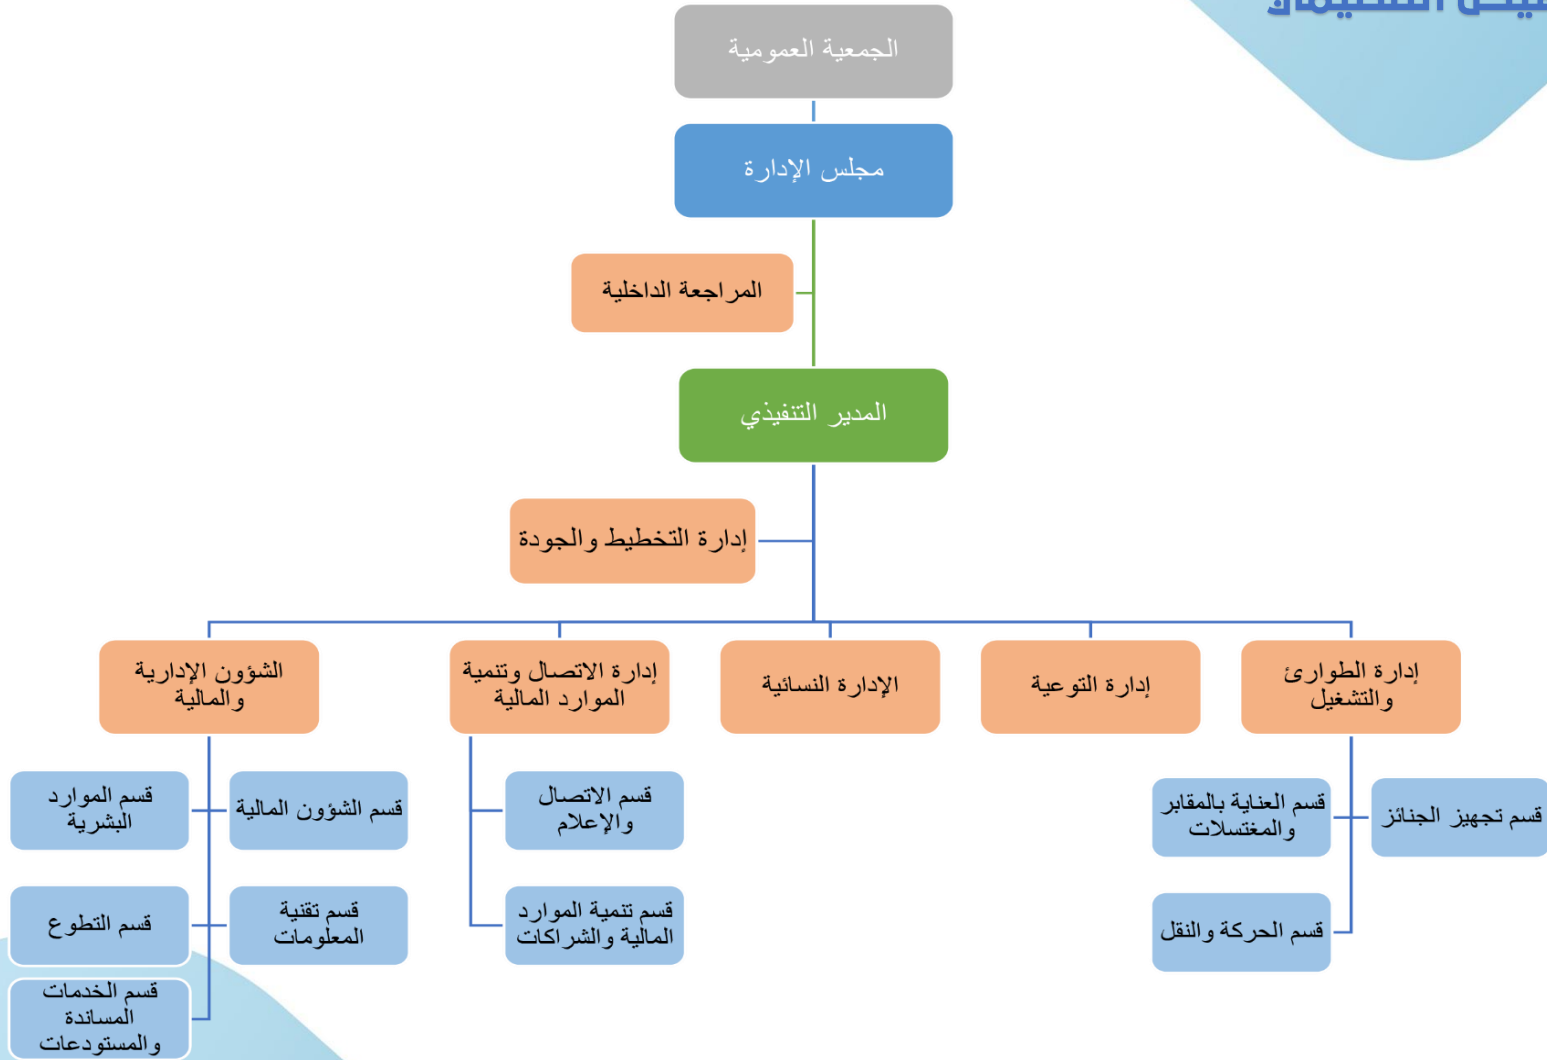 الجمعية العمومية
مجلس الإدارة
المراجعة الداخلية
المدير التنفيذي
إدارة التخطيط والجودة
إدارة الطوارئ
والتشغيل
إدارة التوعية
الإدارة النسائية
إدارة الاتصال وتنمية
الموارد المالية
الشؤون الإدارية
والمالية
قسم تجهيز الجنائز
قسم العناية بالمقابر
والمغتسلات
قسم الحركة والنقل
قسم الاتصال
والإعلام
قسم تنمية الموارد
المالية والشراكات
قسم الشؤون المالية
قسم الموارد
البشرية
قسم تقنية
المعلومات
قسم التطوع
قسم الخدمات
المساندة
والمستودعات